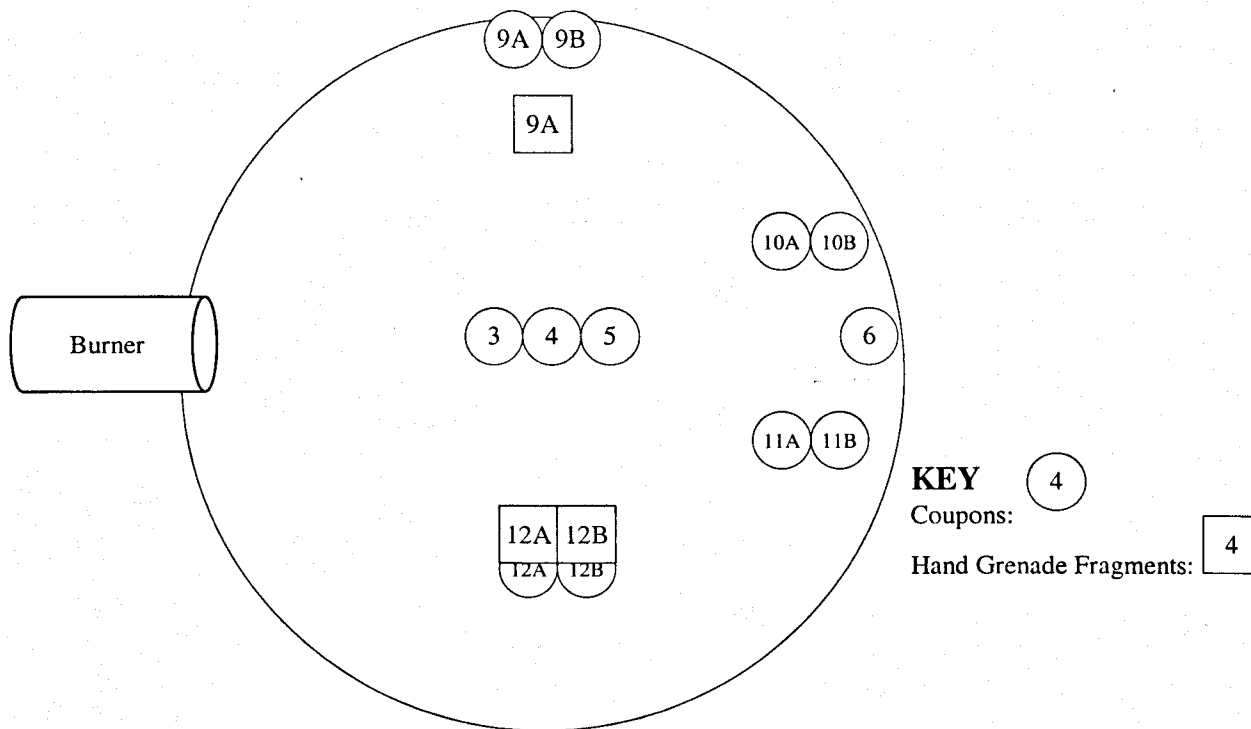 9A 9B
9A
10A 10B
Burner
3 4 5
6
11A 11B
KEY 4
Coupons:
12A 12B
12A 12B
Hand Grenade Fragments: 4